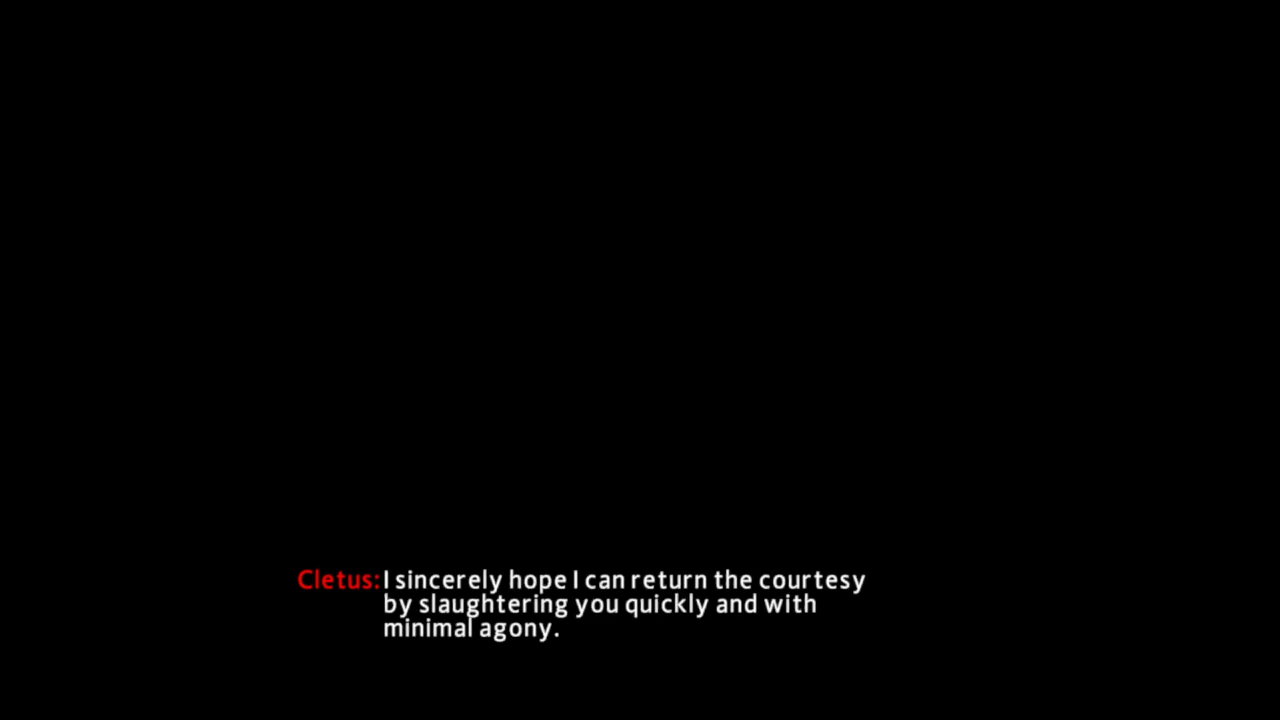 Cletus: I sincerely hope I can return the courtesy
by slaughtering you quickly and with
minimal agony.